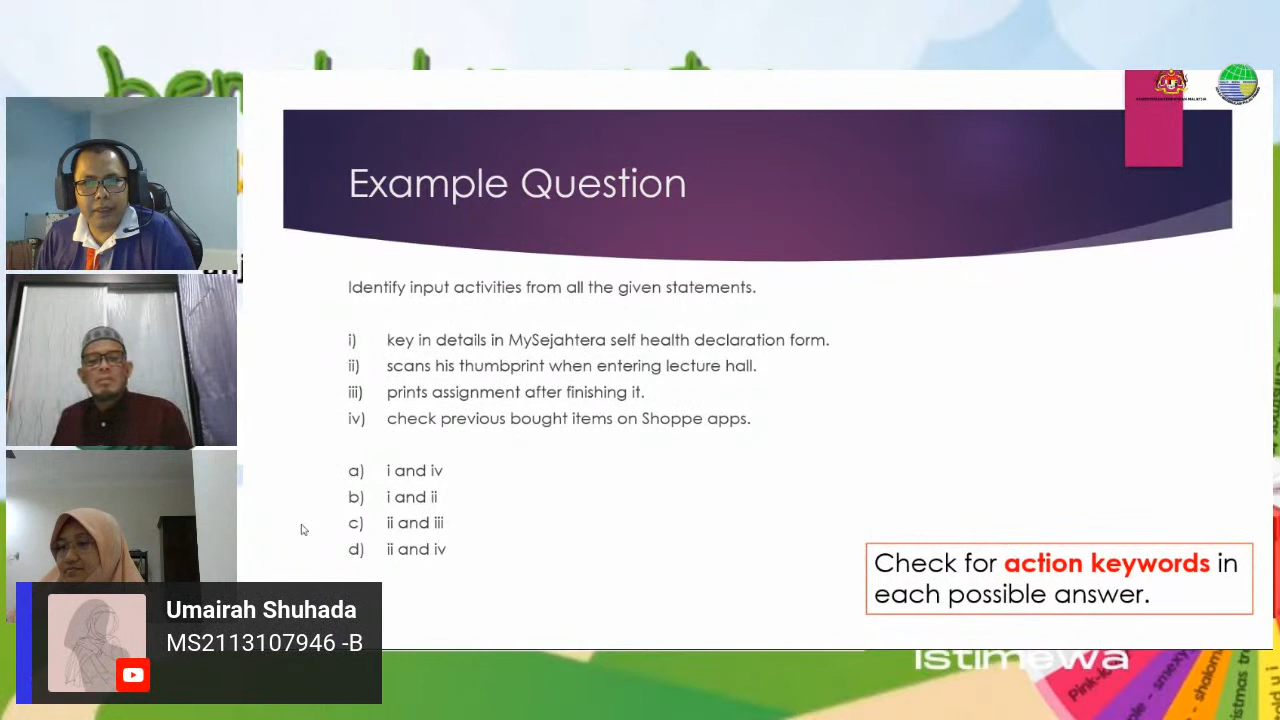 Example Question
Identify input activities from all the given statements.
i) key in details in MySejahtera self health declaration form.
ii) scans his thumbprint when entering lecture hall.
iii) prints assignment after finishing it.
iv) check previous bought items on Shoppe apps.
a) i and iv
b) i and ii
c) ii and iii
d) ii and iv
Check for action keywords in
each possible answer.
Umairah Shuhada
MS2113107946 -B
istimewa